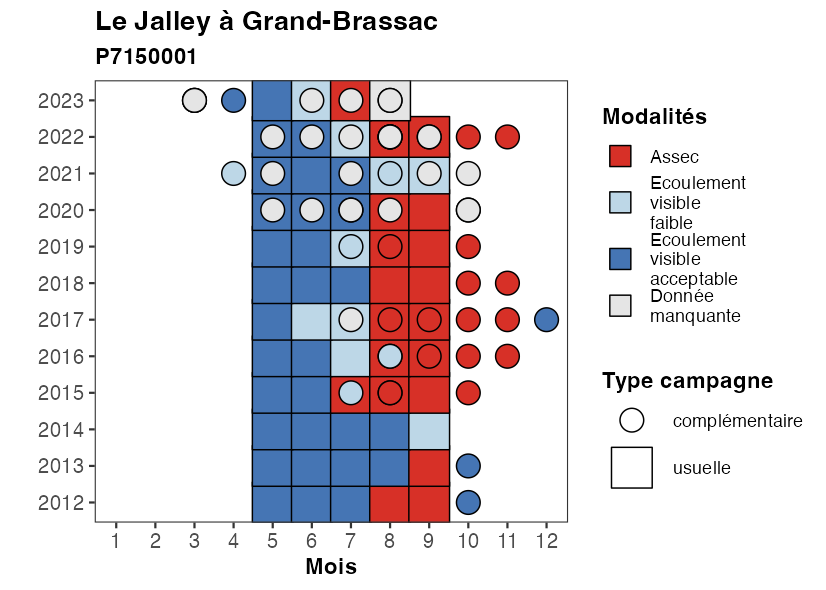 Le Jalley à Grand-Brassac
P7150001
2023
2022
2021
2020
2019
2018
2017
2016
2015
2014
2013
2012
1 2 3 4 5 6 7 8 9 10 11 12
Mois
Modalités
Assec
Ecoulement
visible
faible
Ecoulement
visible
acceptable
Donnée
manquante
Type campagne
complémentaire
usuelle